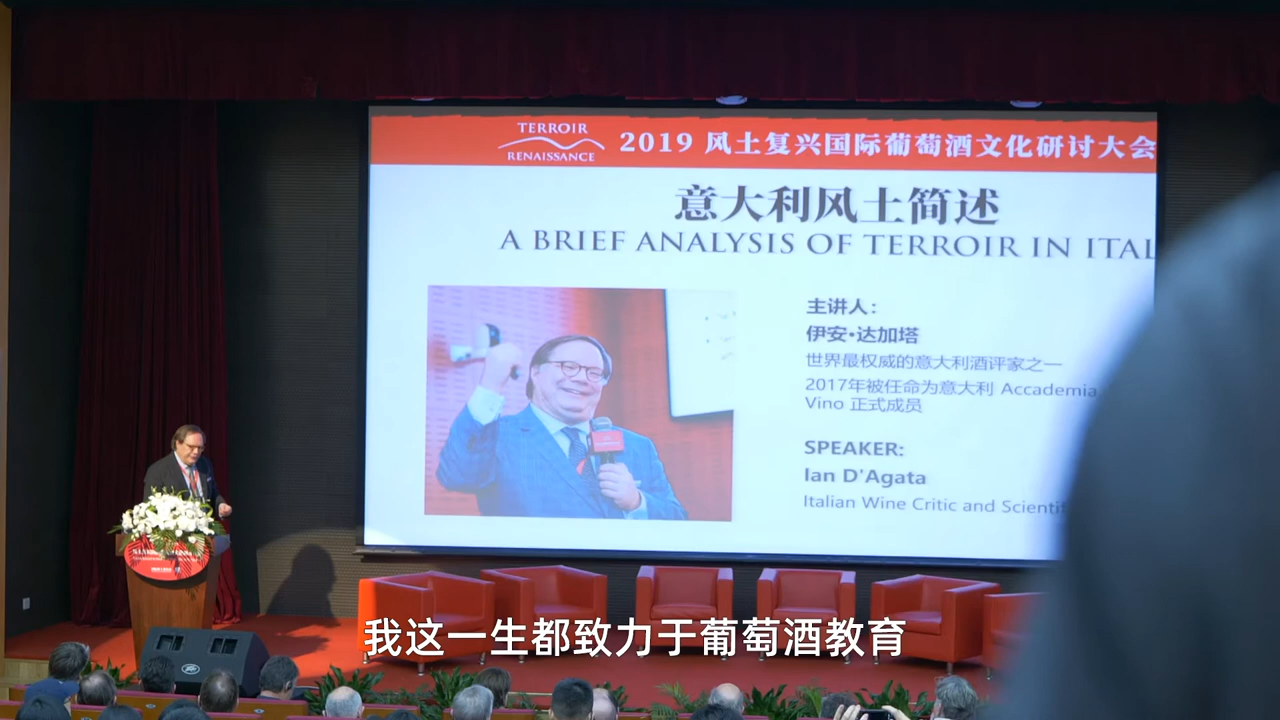 TERROIR
RENAISSANCE
2019 风土复兴国际葡萄酒文化研讨大会
意大利风土简述
A BRIEF ANALYSIS OF TERROIR IN ITAL
主讲人：
伊安·达加塔
世界最权威的意大利酒评家之一
2017年被任命为意大利 Accademia
Vino 正式成员
SPEAKER:
Ian D'Agata
Italian Wine Critic and Scientif
我这一生都致力于葡萄酒教育